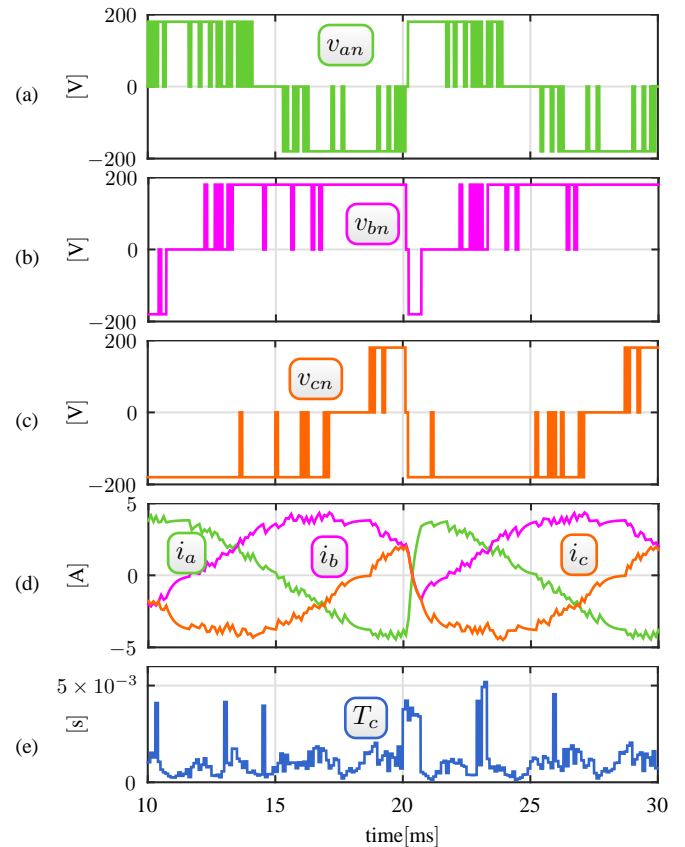 200
(a)
[V]
0
−200
v_an
200
(b)
[V]
0
−200
v_bn
200
(c)
[V]
0
−200
v_cn
5
(d)
[A]
0
−5
i_a
i_b
i_c
5 × 10^−3
(e)
[s]
0
T_c
10 15 20 25 30
time[ms]